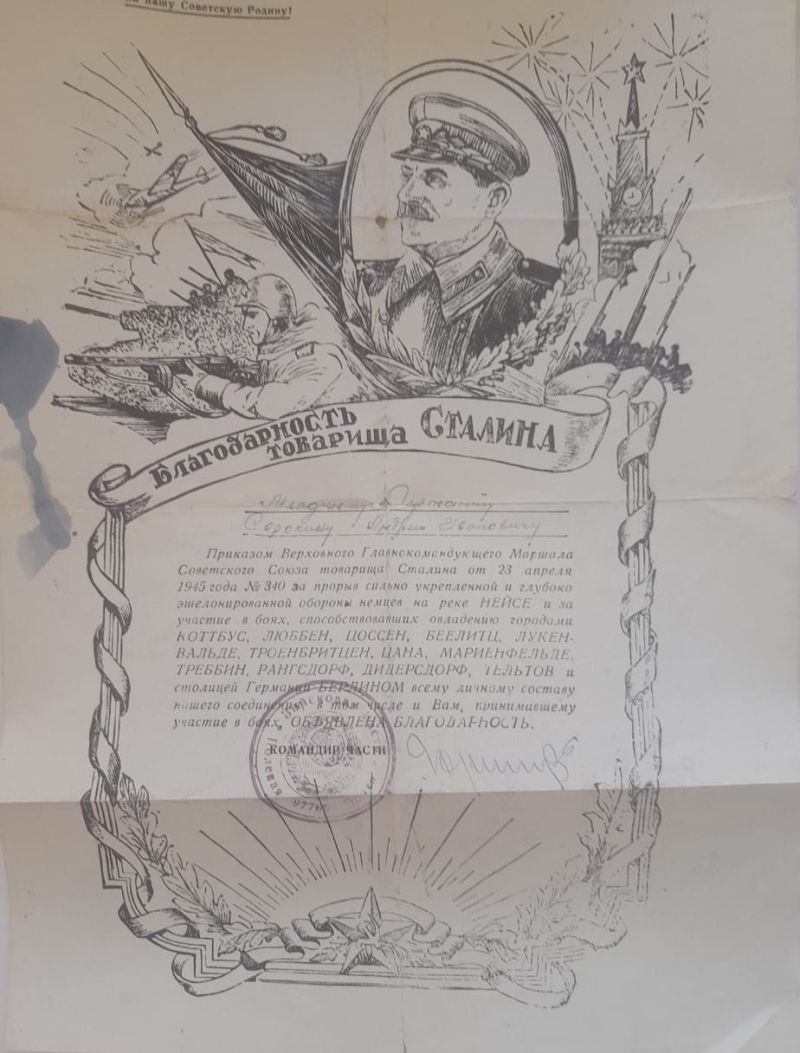 нашу Советскую Родину!
БЛАГОДАРНОСТЬ
ТОВАРИЩА СТАЛИНА
Младшему Сержанту
Сорокину Андрею Ивановичу
Приказом Верховного Главнокомандующего Маршала
Советского Союза товарища Сталина от 23 апреля
1945 года № 340 за прорыв сильно укрепленной и глубоко
эшелонированной обороны немцев на реке НЕЙСЕ и за
участие в боях, способствовавших овладению городами
КОТТБУС, ЛЮББЕН, ЦОССЕН, БЕЕЛИТЦ, ЛУКЕН-
ВАЛЬДЕ, ТРОЕНБРИТЦЕН, ЦАНА, МАРИЕНФЕЛЬДЕ,
ТРЕББИН, РАНГСДОРФ, ДИДЕРСДОРФ, ТЕЛЬТОВ и
столицей Германии БЕРЛИНОМ всему личному составу
нашего соединения, в том числе и Вам, принимавшему
участие в боях, ОБЪЯВЛЕНА БЛАГОДАРНОСТЬ.
КОМАНДИР ЧАСТИ
Полевая